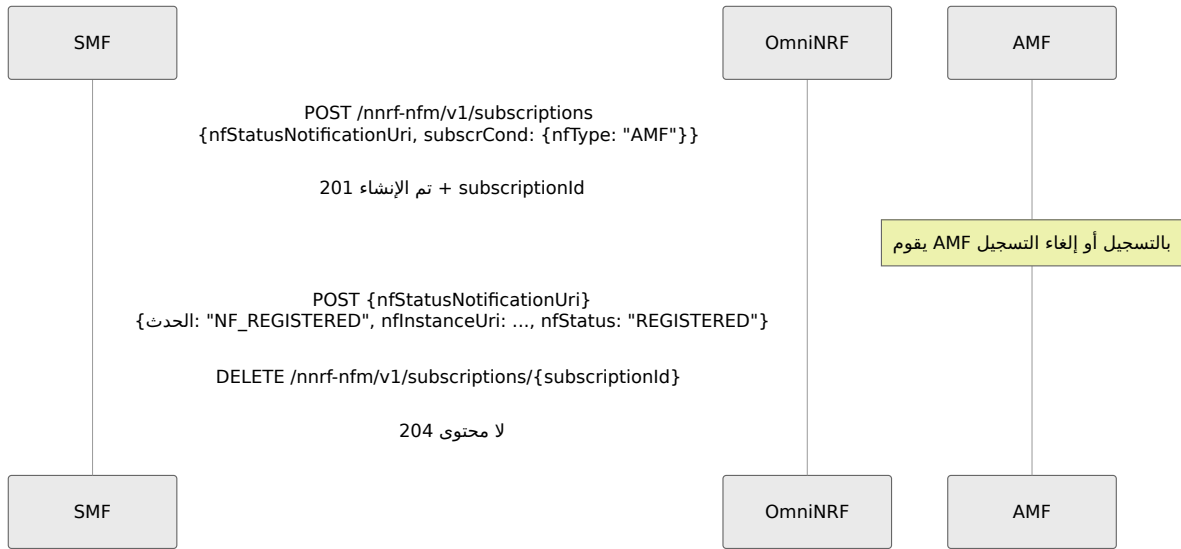 SMF
OmniNRF
AMF
POST /nnrf-nfm/v1/subscriptions
{nfStatusNotificationUri, subscrCond: {nfType: "AMF"}}
201 تم الإنشاء + subscriptionId
يقوم AMF بالتسجيل أو إلغاء التسجيل
POST {nfStatusNotificationUri}
{الحدث: "NF_REGISTERED", nfInstanceUri: ..., nfStatus: "REGISTERED"}
DELETE /nnrf-nfm/v1/subscriptions/{subscriptionId}
204 لا محتوى
SMF
OmniNRF
AMF